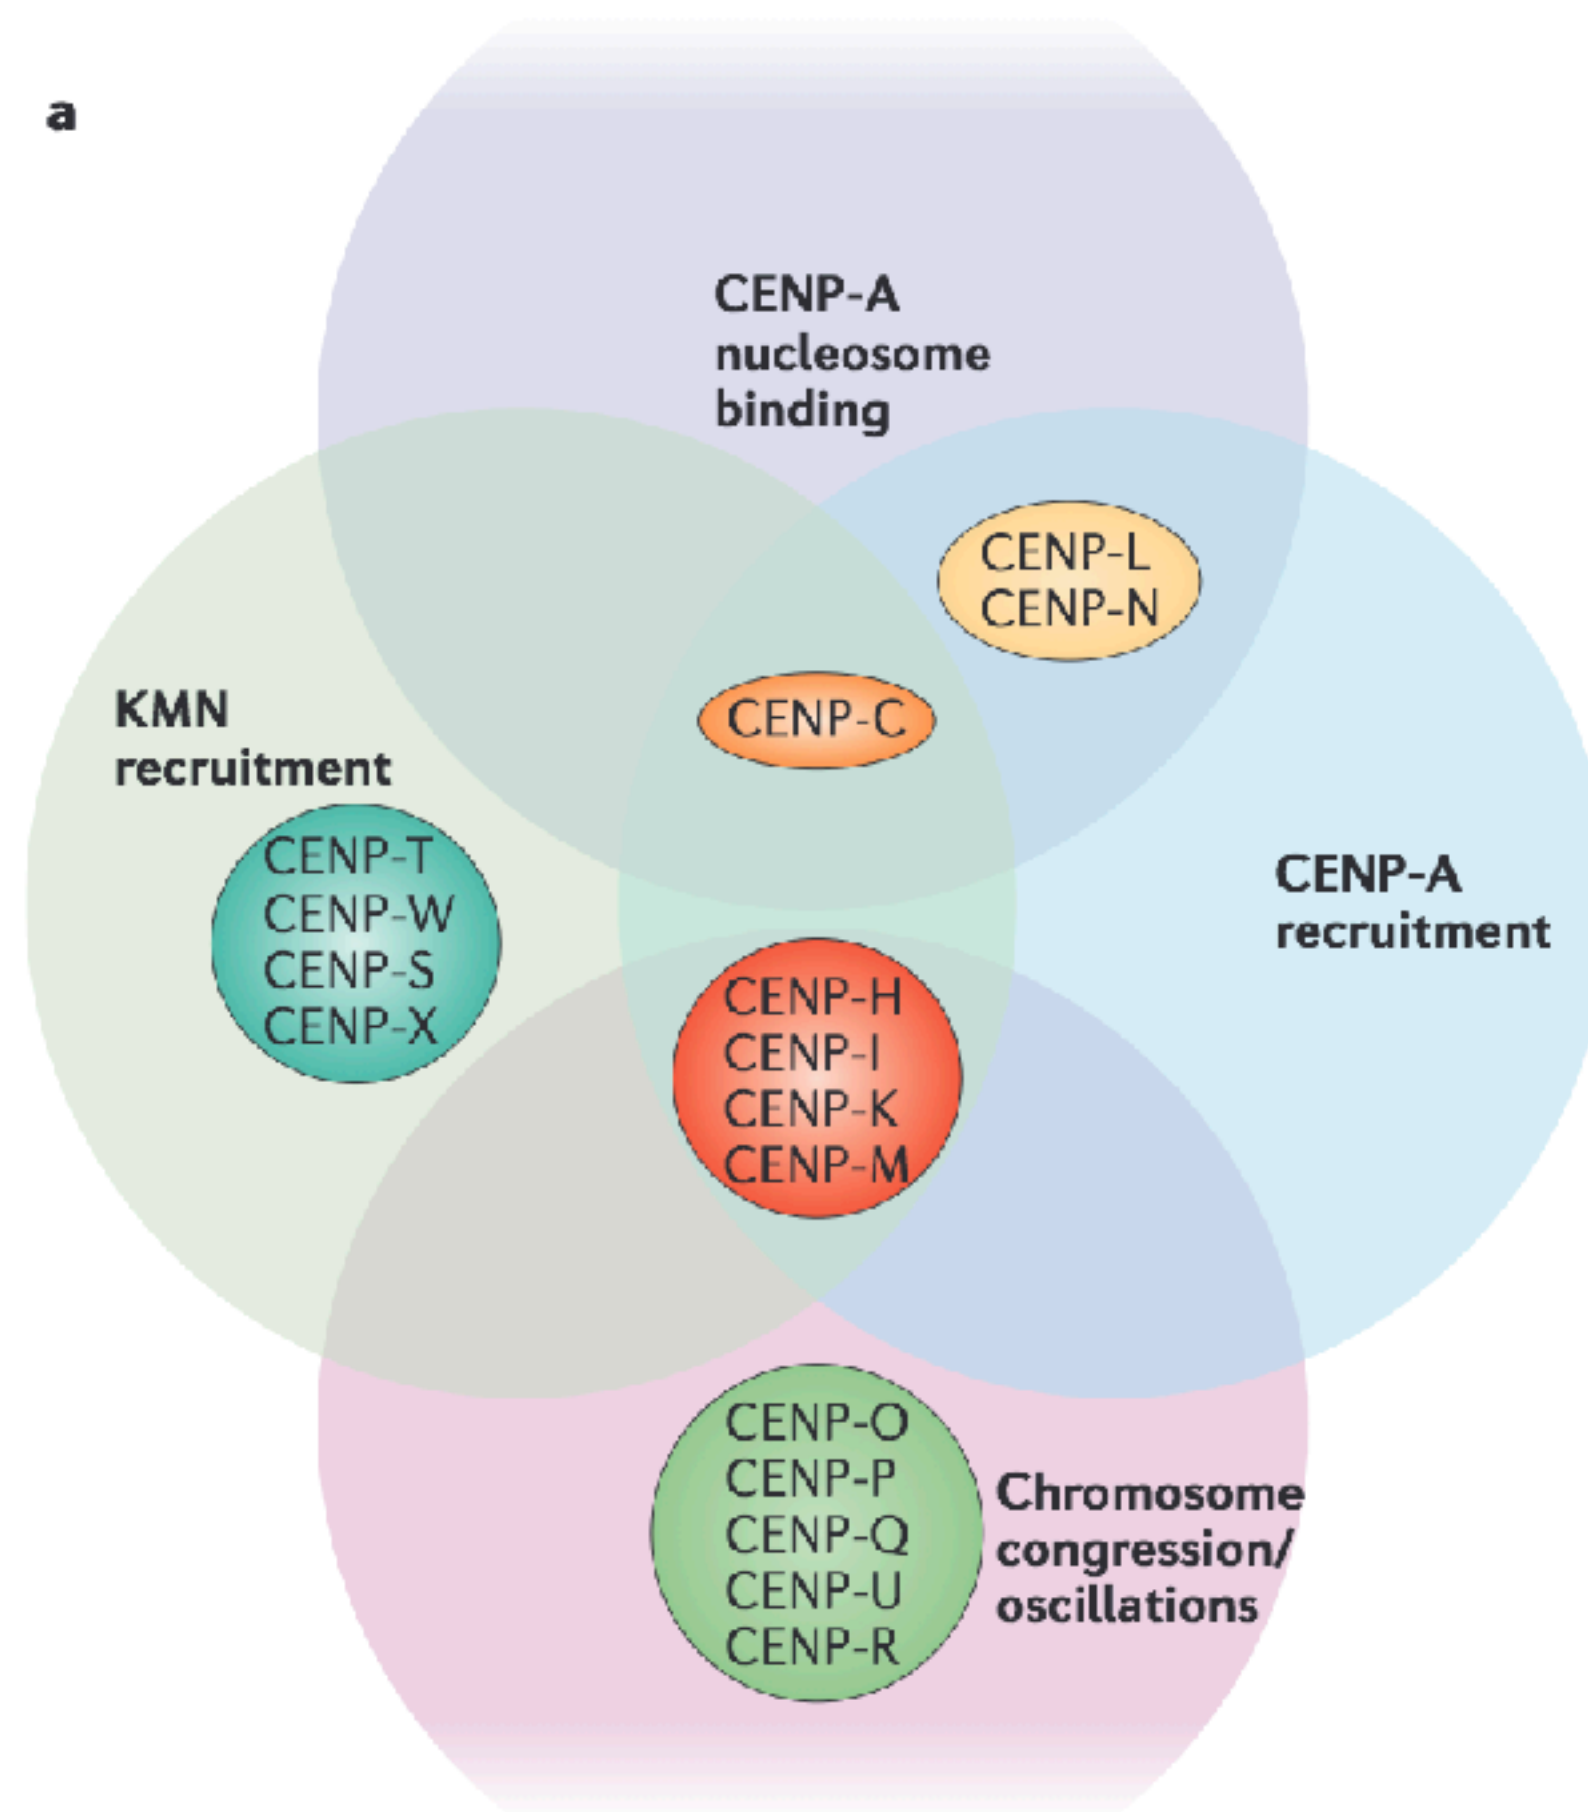 a
CENP-A
nucleosome
binding
CENP-L
CENP-N
CENP-C
KMN
recruitment
CENP-T
CENP-W
CENP-S
CENP-X
CENP-A
recruitment
CENP-H
CENP-I
CENP-K
CENP-M
CENP-O
CENP-P
CENP-Q
CENP-U
CENP-R
Chromosome
congression/
oscillations